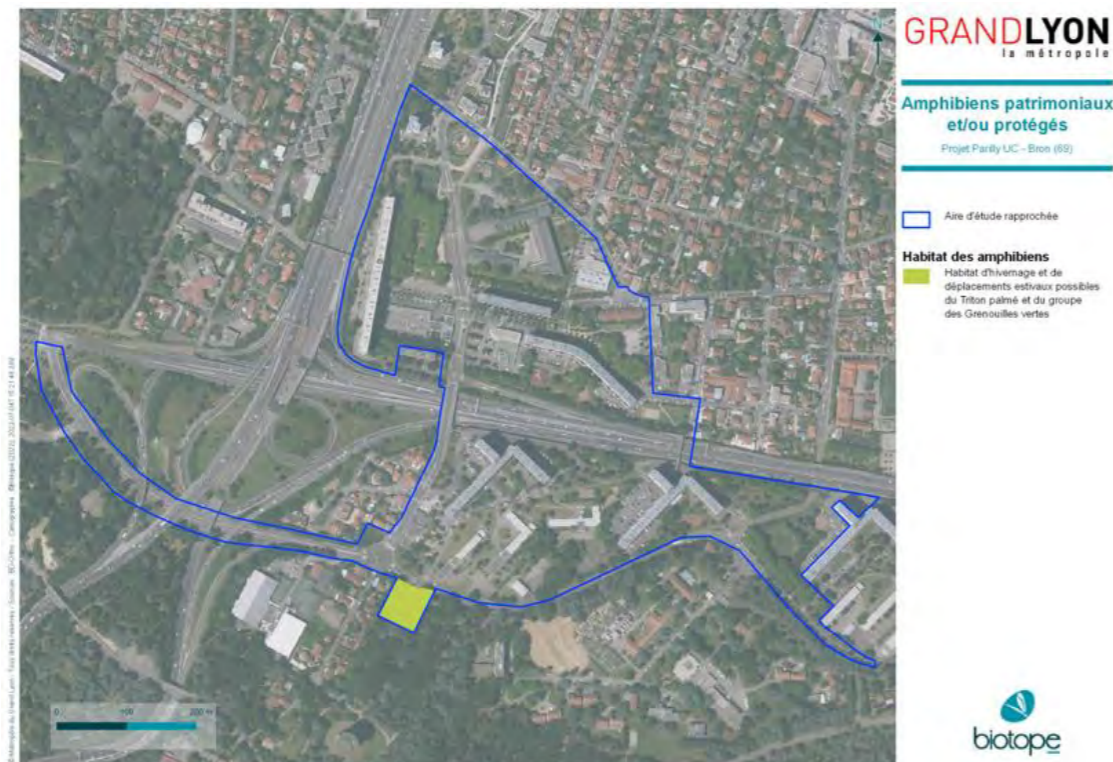 GRANDLYON
la métropole
Amphibiens patrimoniaux
et/ou protégés
Projet Parilly UC - Bron (69)
Aire d'étude rapprochée
Habitat des amphibiens
Habitat d'hivernage et de
déplacements estivaux possibles
du Triton palmé et du groupe
des Grenouilles vertes
biotope
0 100 200 m